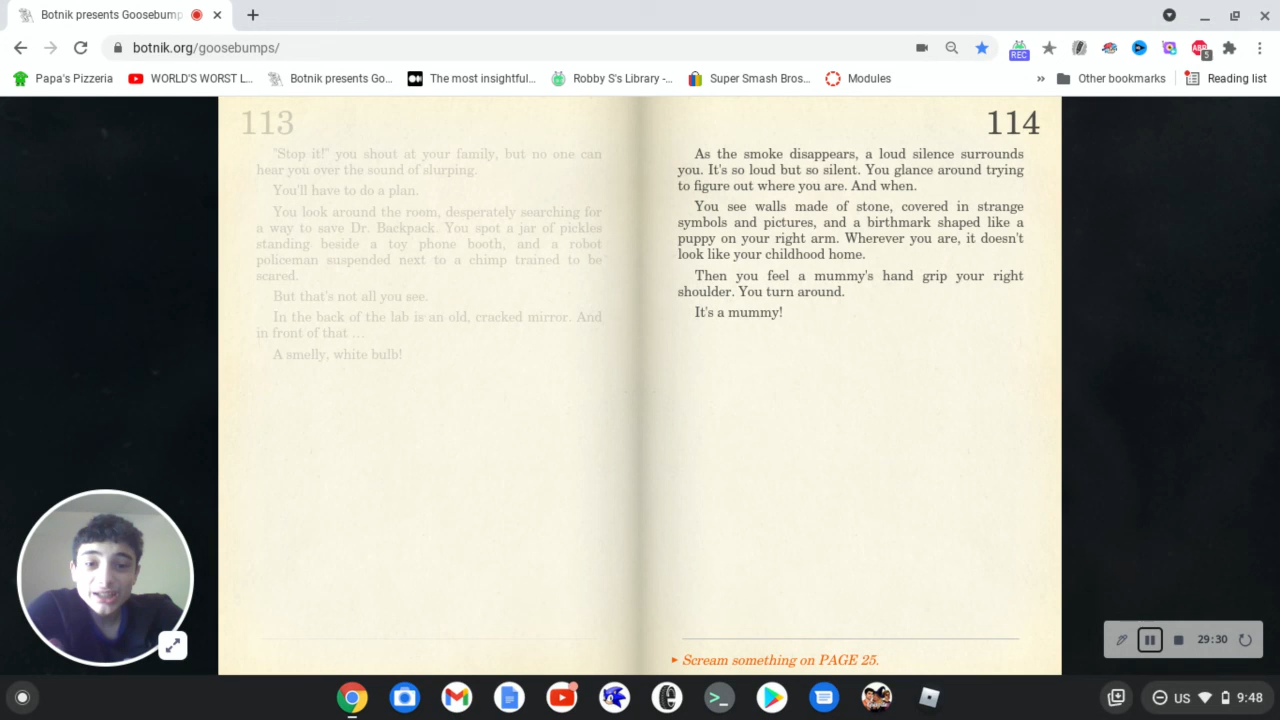 Botnik presents Goosebump
botnik.org/goosebumps/
REC
ABP
5
Papa's Pizzeria
WORLD'S WORST L...
Botnik presents Go...
The most insightful...
Robby S's Library -...
Super Smash Bros...
Modules
»
Other bookmarks
Reading list
113
"Stop it!" you shout at your family, but no one can
hear you over the sound of slurping.
You'll have to do a plan.
You look around the room, desperately searching for
a way to save Dr. Backpack. You spot a jar of pickles
standing beside a toy phone booth, and a robot
policeman suspended next to a chimp trained to be
scared.
But that's not all you see.
In the back of the lab is an old, cracked mirror. And
in front of that ...
A smelly, white bulb!
114
As the smoke disappears, a loud silence surrounds
you. It's so loud but so silent. You glance around trying
to figure out where you are. And when.
You see walls made of stone, covered in strange
symbols and pictures, and a birthmark shaped like a
puppy on your right arm. Wherever you are, it doesn't
look like your childhood home.
Then you feel a mummy's hand grip your right
shoulder. You turn around.
It's a mummy!
Scream something on PAGE 25.
29:30
US
9:48